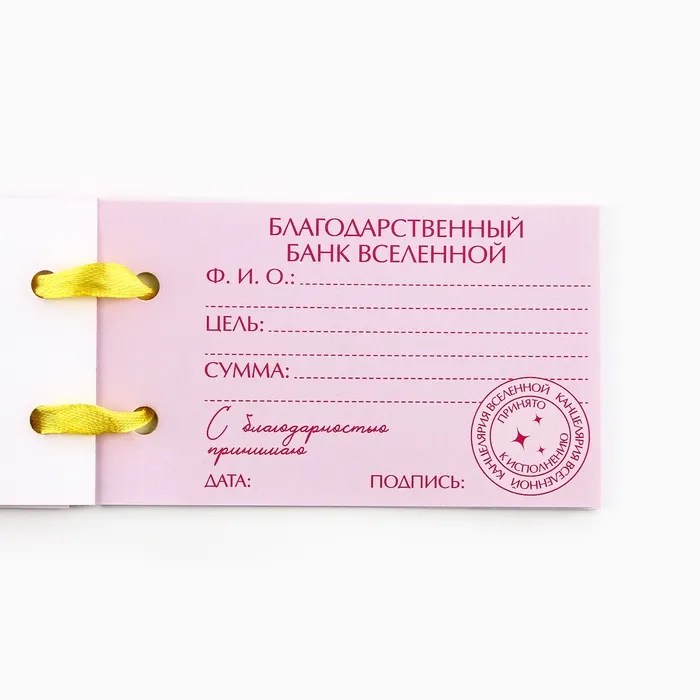 БЛАГОДАРСТВЕННЫЙ
БАНК ВСЕЛЕННОЙ
Ф. И. О.:
ЦЕЛЬ:
СУММА:
С благодарностью
принимаю
ДАТА:
ПОДПИСЬ:
КАНЦЕЛЯРИЯ ВСЕЛЕННОЙ КАНЦЕЛЯРИЯ ВСЕЛЕННОЙ
ПРИНЯТО
К ИСПОЛНЕНИЮ